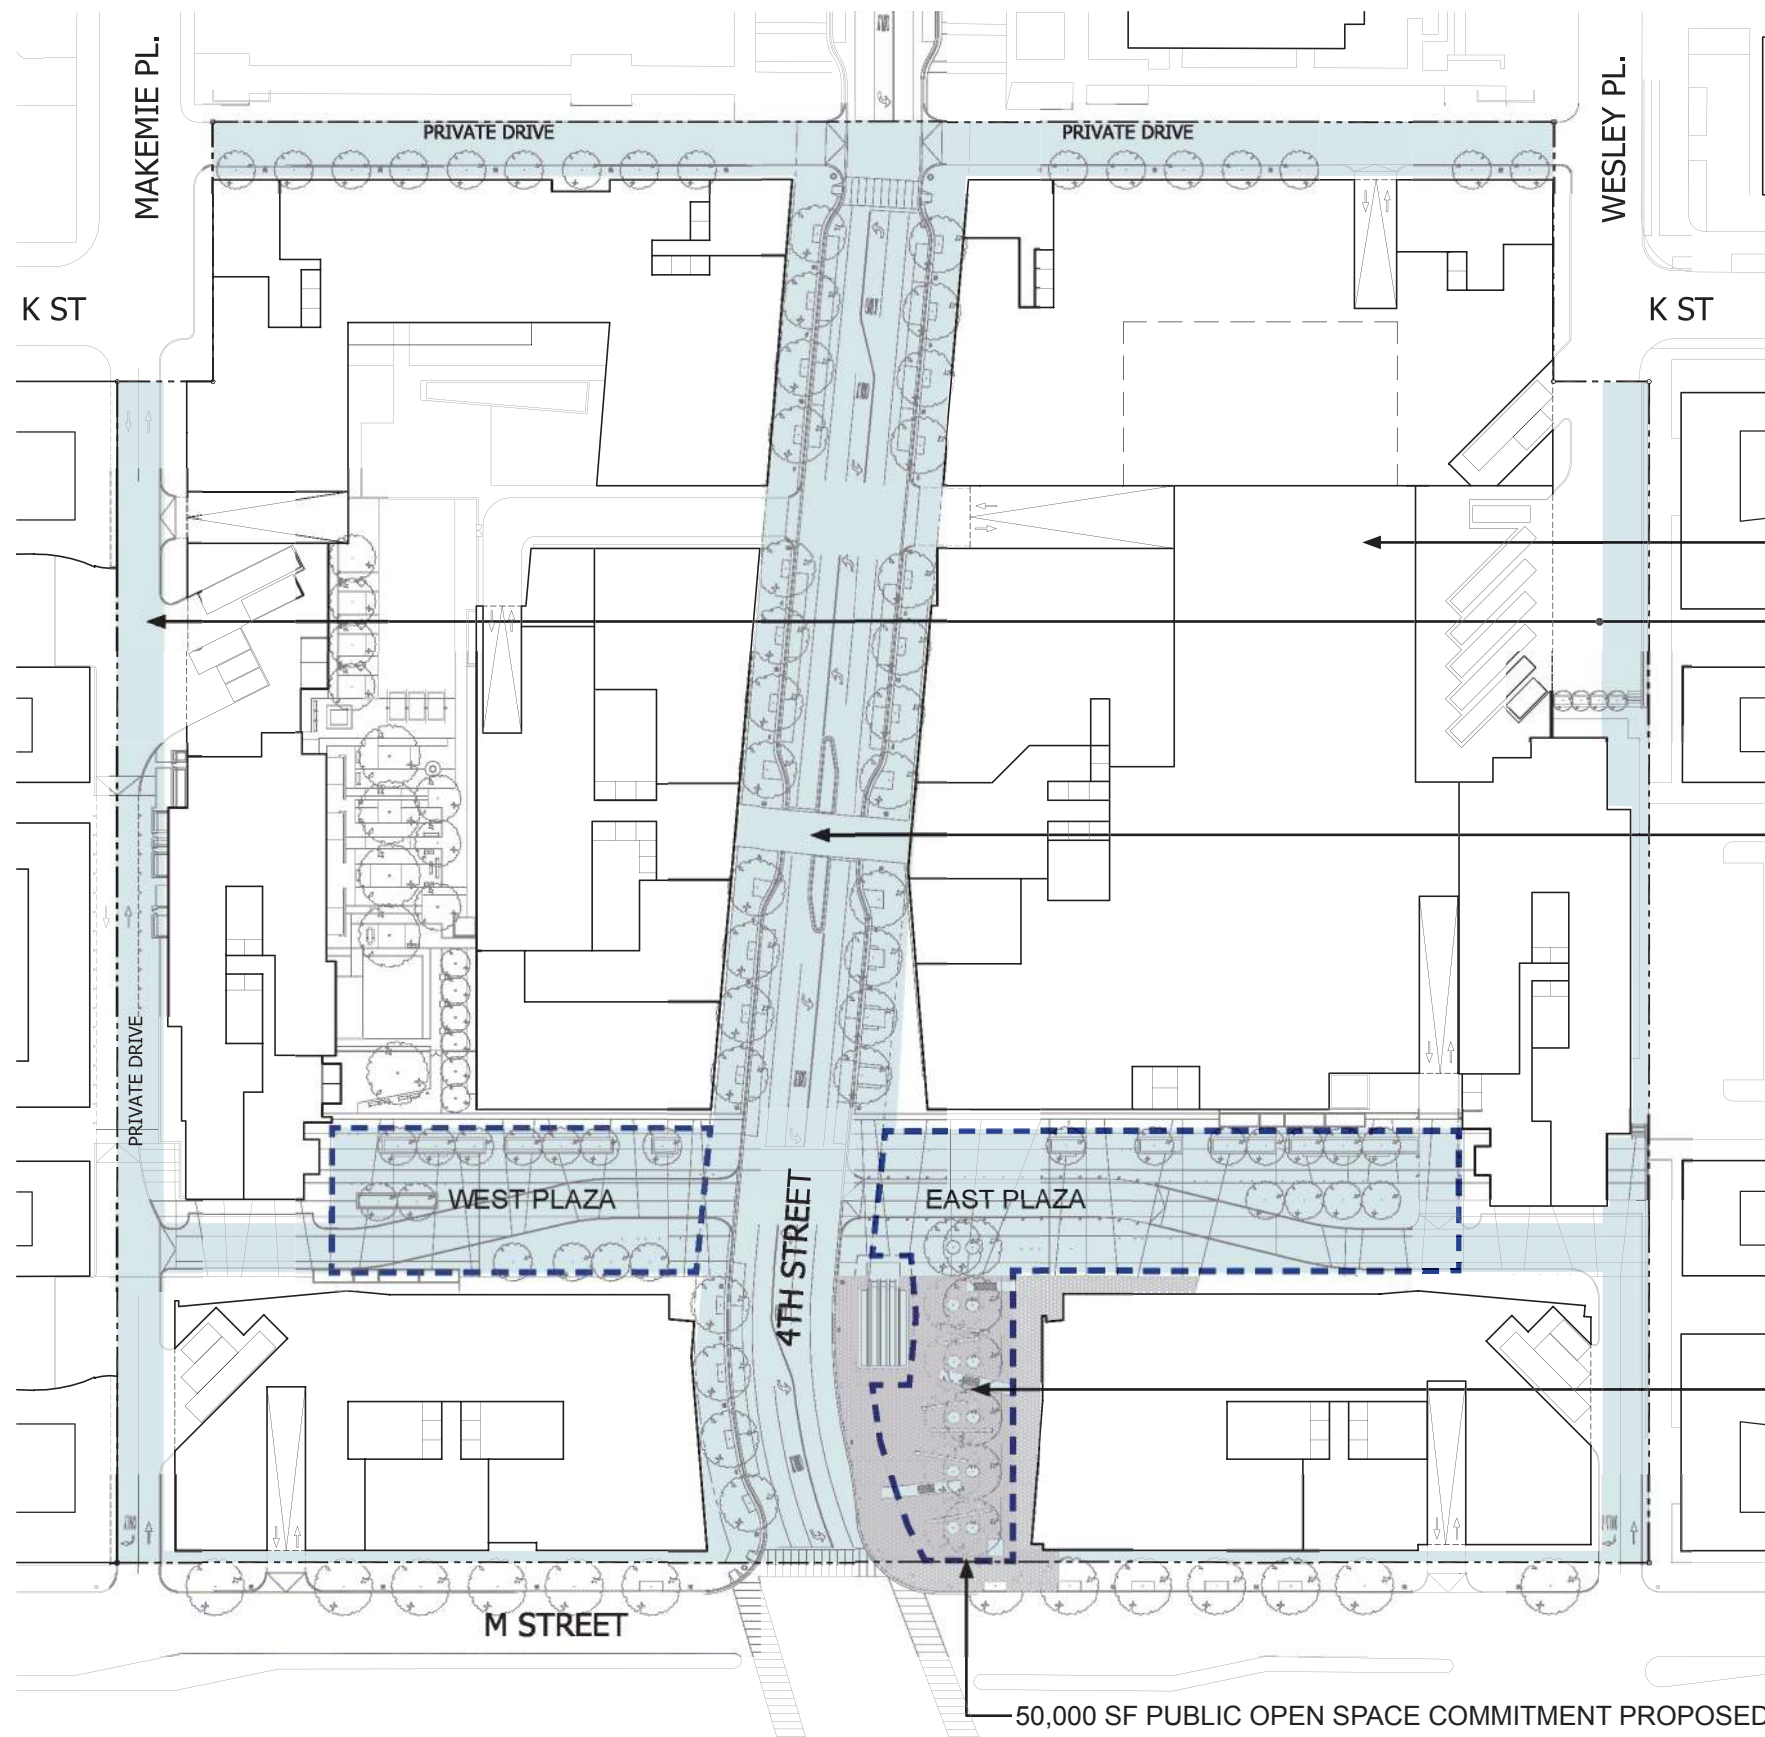 MAKEMIE PL.
WESLEY PL.
PRIVATE DRIVE
PRIVATE DRIVE
K ST
K ST
PRIVATE DRIVE
WEST PLAZA
4TH STREET
EAST PLAZA
M STREET
50,000 SF PUBLIC OPEN SPACE COMMITMENT PROPOSED